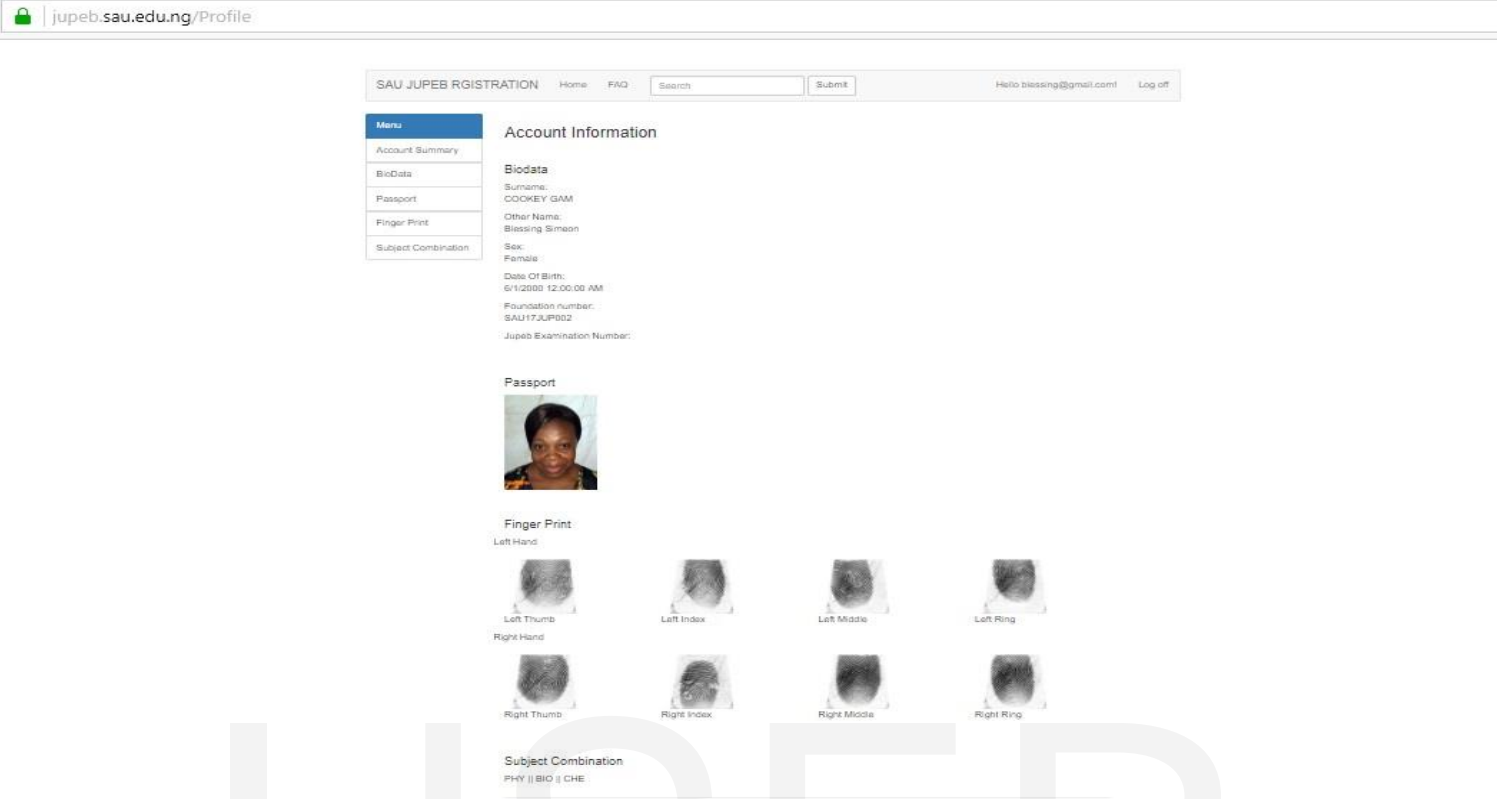 jupeb.sau.edu.ng/Profile
SAU JUPEB RGISTRATION Home FAQ Search Submit Hello blessing@gmail.com! Log off
Menu
Account Summary
BioData
Passport
Finger Print
Subject Combination
Account Information
Biodata
Surname:
COOKEY GAM
Other Name:
Blessing Simeon
Sex:
Female
Date Of Birth:
6/1/2000 12:00:00 AM
Foundation number:
SAU17JUP002
Jupeb Examination Number:
Passport
Finger Print
Left Hand
Left Thumb Left Index Left Middle Left Ring
Right Hand
Right Thumb Right Index Right Middle Right Ring
Subject Combination
PHY || BIO || CHE